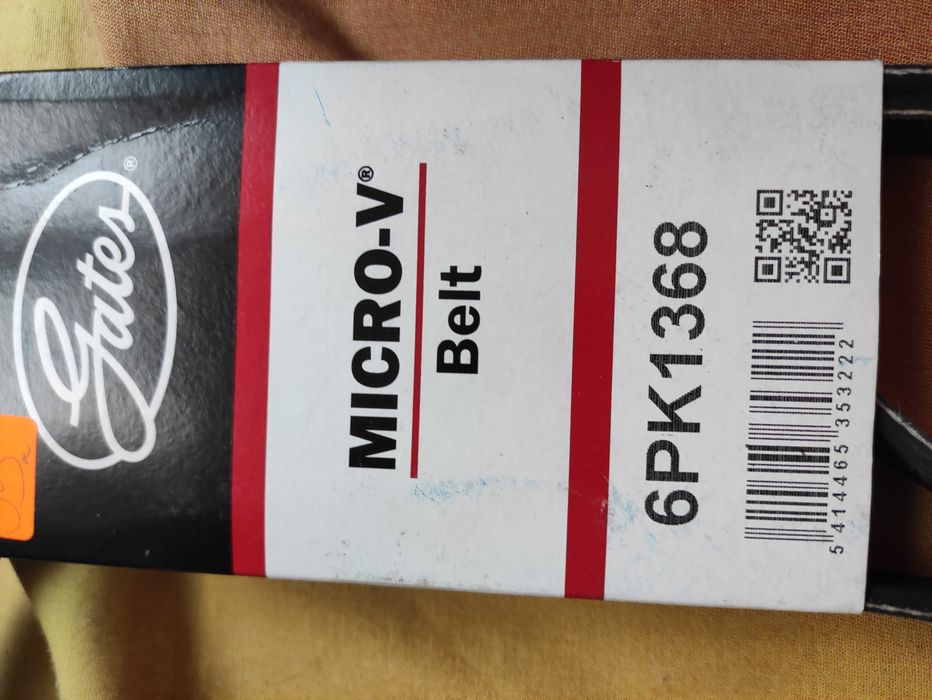 Gates®
MICRO-V®
Belt
6PK1368
5 414465 353222